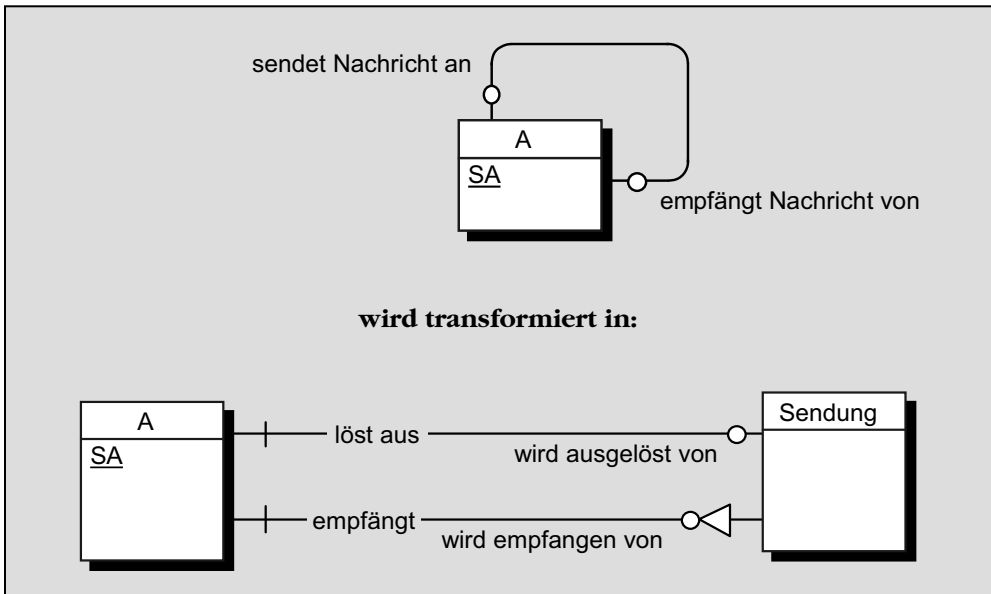 sendet Nachricht an
A
SA
empfängt Nachricht von
wird transformiert in:
A
SA
löst aus
wird ausgelöst von
Sendung
empfängt
wird empfangen von